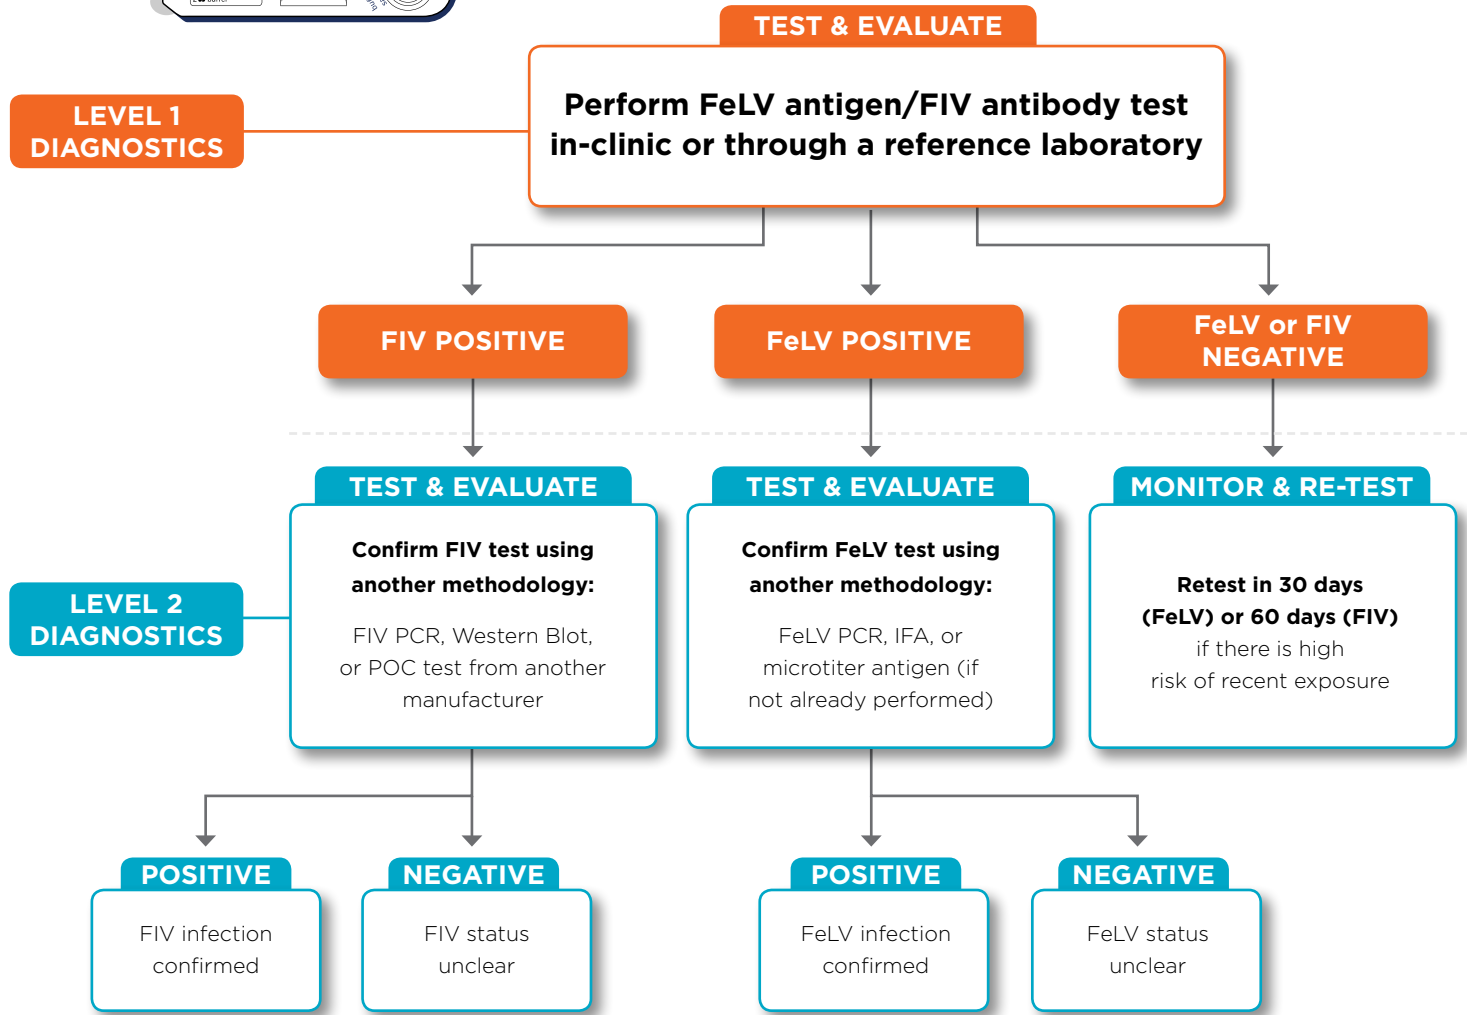 TEST & EVALUATE
Perform FeLV antigen/FIV antibody test
in-clinic or through a reference laboratory
LEVEL 1
DIAGNOSTICS
FIV POSITIVE
FeLV POSITIVE
FeLV or FIV
NEGATIVE
LEVEL 2
DIAGNOSTICS
TEST & EVALUATE
Confirm FIV test using
another methodology:
FIV PCR, Western Blot,
or POC test from another
manufacturer
TEST & EVALUATE
Confirm FeLV test using
another methodology:
FeLV PCR, IFA, or
microtiter antigen (if
not already performed)
MONITOR & RE-TEST
Retest in 30 days
(FeLV) or 60 days (FIV)
if there is high
risk of recent exposure
POSITIVE
FIV infection
confirmed
NEGATIVE
FIV status
unclear
POSITIVE
FeLV infection
confirmed
NEGATIVE
FeLV status
unclear